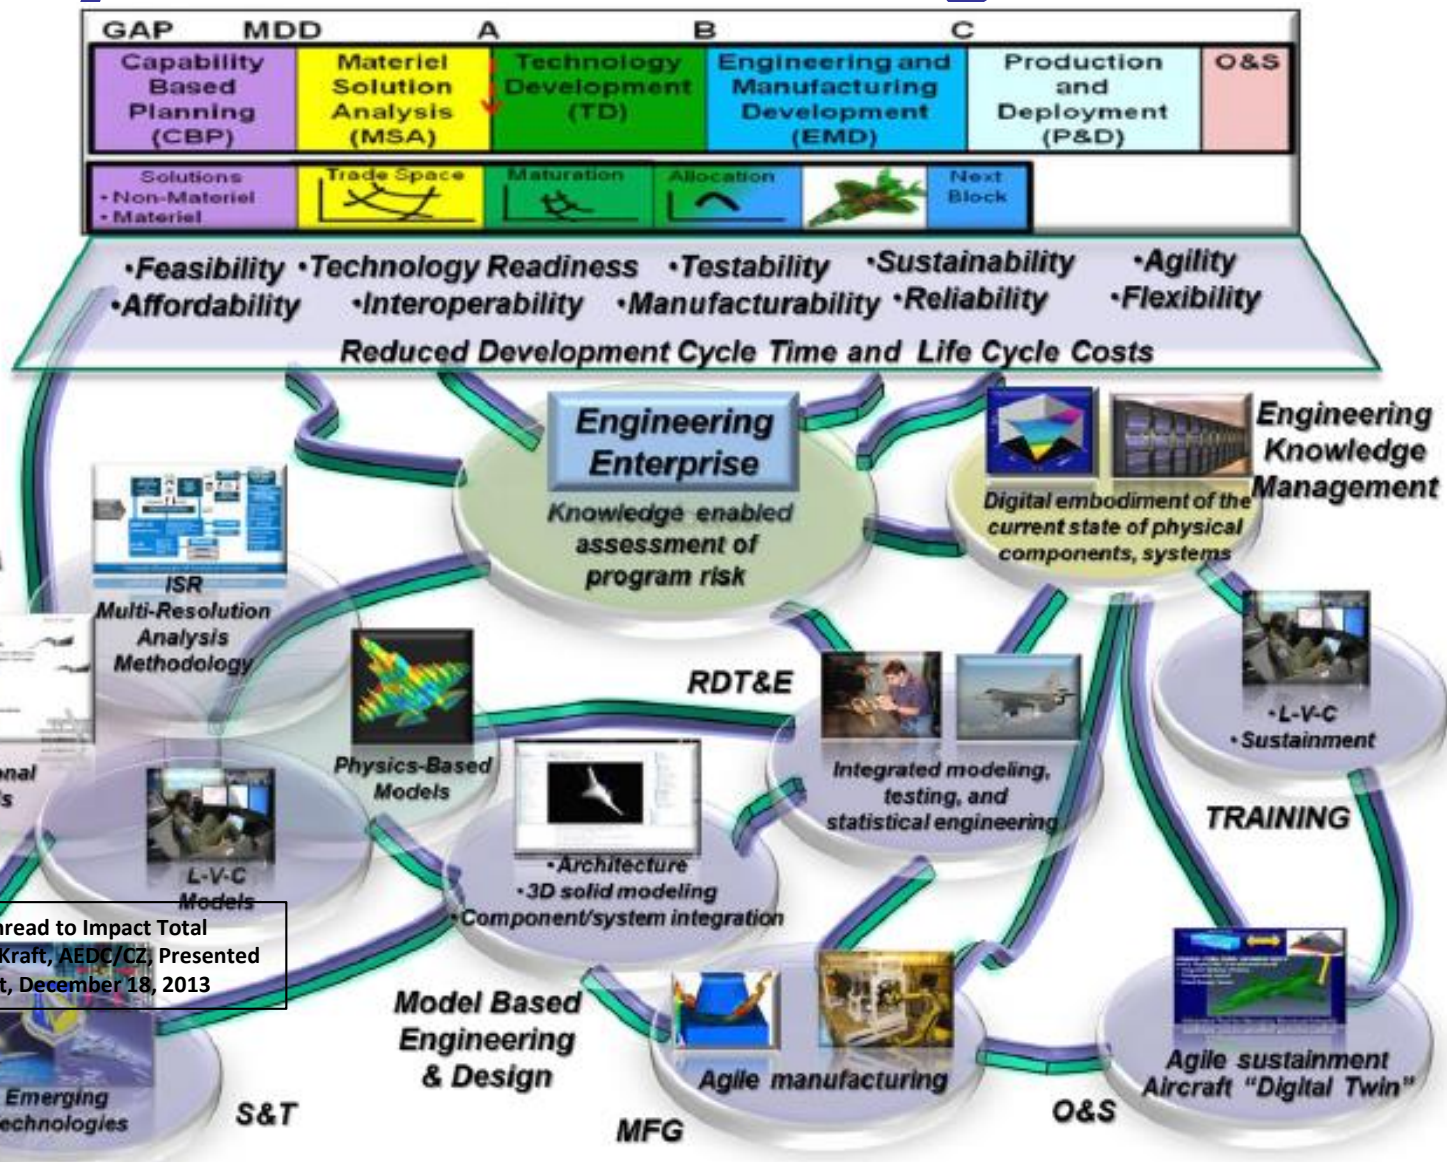 GAP MDD A B C
Capability
Based
Planning
(CBP)
Materiel
Solution
Analysis
(MSA)
Technology
Development
(TD)
Engineering and
Manufacturing
Development
(EMD)
Production
and
Deployment
(P&D)
O&S
Solutions
• Non-Materiel
• Materiel
Trade Space
Maturation
Allocation
Next
Block
•Feasibility •Technology Readiness •Testability •Sustainability •Agility
•Affordability •Interoperability •Manufacturability •Reliability •Flexibility
Reduced Development Cycle Time and Life Cycle Costs
Engineering
Enterprise
Knowledge enabled
assessment of
program risk
Engineering
Knowledge
Management
Digital embodiment of the
current state of physical
components, systems
ISR
Multi-Resolution
Analysis
Methodology
Physics-Based
Models
RDT&E
Integrated modeling,
testing, and
statistical engineering
• L-V-C
• Sustainment
TRAINING
onal
ls
L-V-C
Models
• Architecture
• 3D solid modeling
• Component/system integration
hread to Impact Total
Kraft, AEDC/CZ, Presented
t, December 18, 2013
Model Based
Engineering
& Design
Agile manufacturing
MFG
Agile sustainment
Aircraft “Digital Twin”
O&S
Emerging
echnologies
S&T